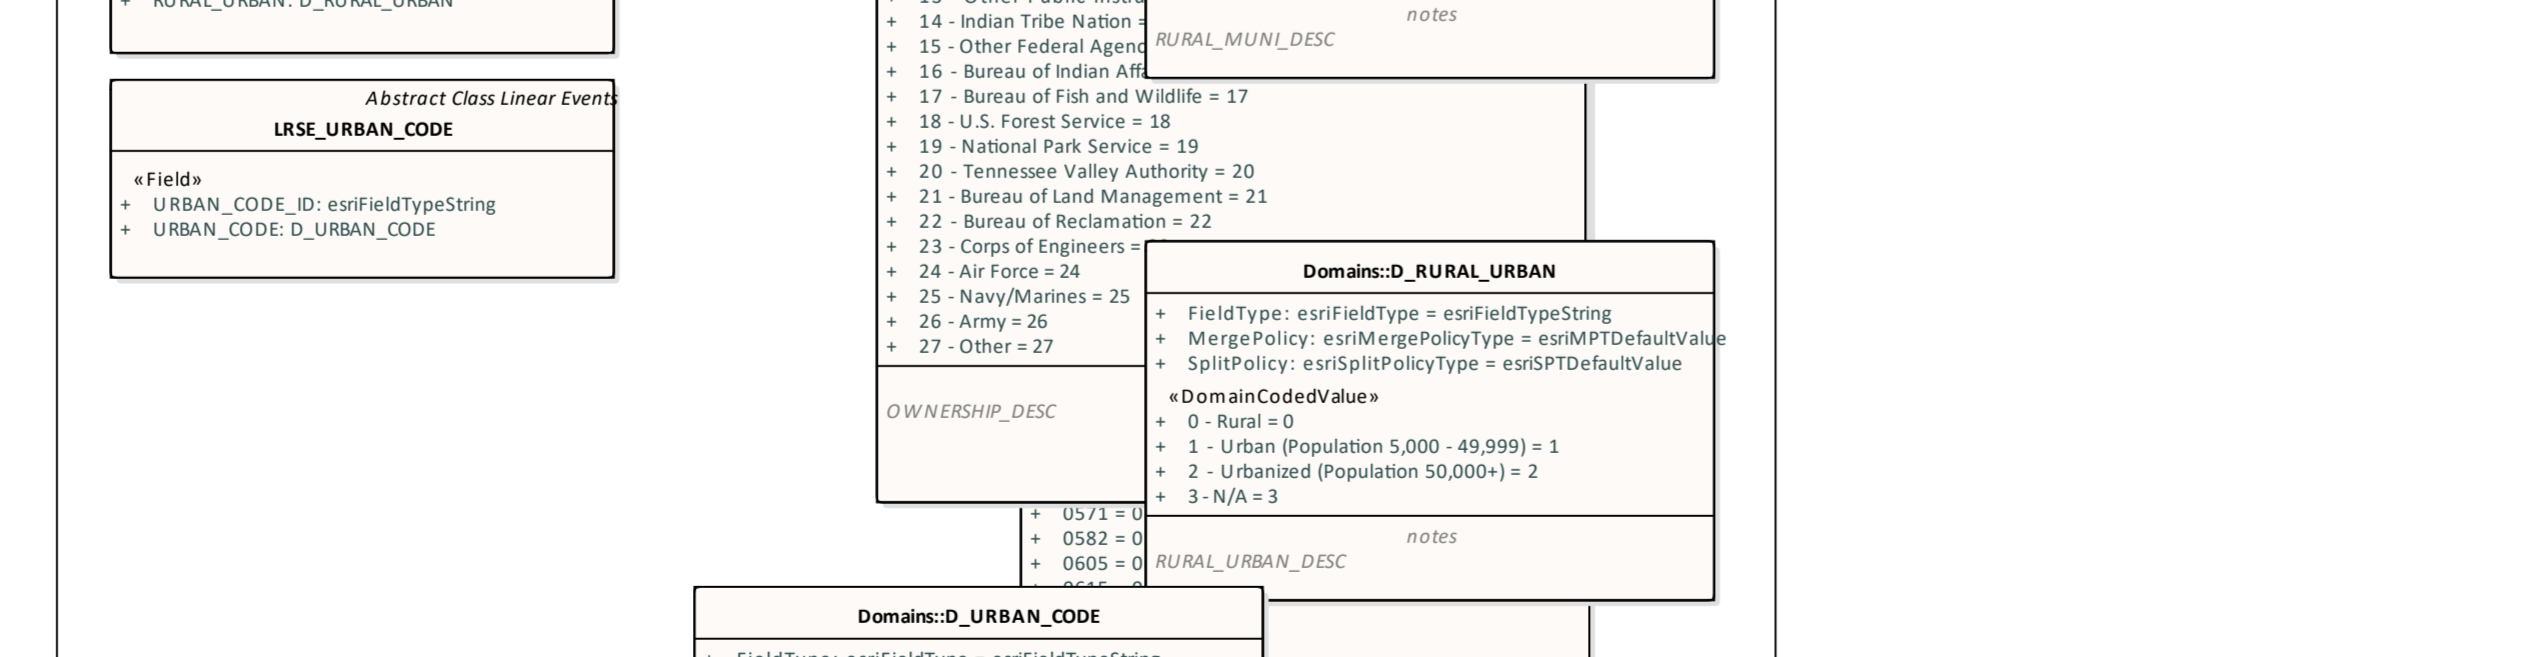 + RURAL_URBAN: D_RURAL_URBAN
Abstract Class Linear Events
LRSE_URBAN_CODE
«Field»
+ URBAN_CODE_ID: esriFieldTypeString
+ URBAN_CODE: D_URBAN_CODE
+ 14 - Indian Tribe Nation =
+ 15 - Other Federal Agenc
+ 16 - Bureau of Indian Affa
+ 17 - Bureau of Fish and Wildlife = 17
+ 18 - U.S. Forest Service = 18
+ 19 - National Park Service = 19
+ 20 - Tennessee Valley Authority = 20
+ 21 - Bureau of Land Management = 21
+ 22 - Bureau of Reclamation = 22
+ 23 - Corps of Engineers =
+ 24 - Air Force = 24
+ 25 - Navy/Marines = 25
+ 26 - Army = 26
+ 27 - Other = 27
OWNERSHIP_DESC
notes
RURAL_MUNI_DESC
Domains::D_RURAL_URBAN
+ FieldType: esriFieldType = esriFieldTypeString
+ MergePolicy: esriMergePolicyType = esriMPTDefaultValue
+ SplitPolicy: esriSplitPolicyType = esriSPTDefaultValue
«DomainCodedValue»
+ 0 - Rural = 0
+ 1 - Urban (Population 5,000 - 49,999) = 1
+ 2 - Urbanized (Population 50,000+) = 2
+ 3 - N/A = 3
notes
RURAL_URBAN_DESC
+ 0571 = 0
+ 0582 = 0
+ 0605 = 0
Domains::D_URBAN_CODE
+ FieldType: esriFieldType = esriFieldTypeString